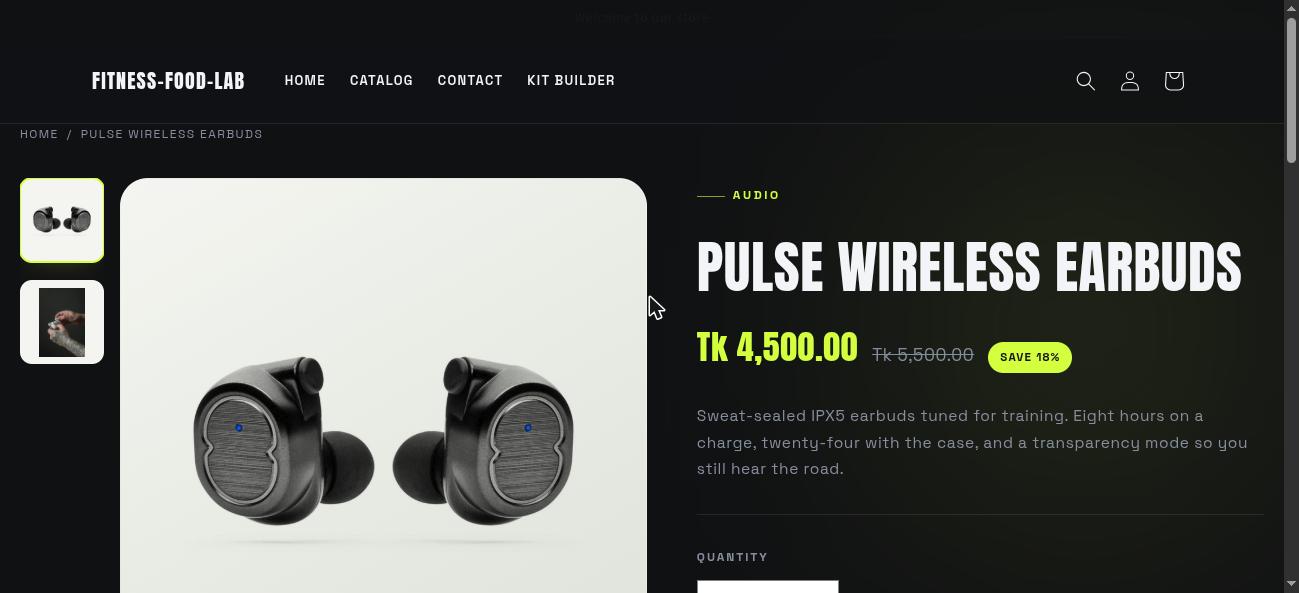 Welcome to our store
FITNESS-FOOD-LAB
HOME CATALOG CONTACT KIT BUILDER
HOME / PULSE WIRELESS EARBUDS
AUDIO
PULSE WIRELESS EARBUDS
Tk 4,500.00 Tk 5,500.00 SAVE 18%
Sweat-sealed IPX5 earbuds tuned for training. Eight hours on a
charge, twenty-four with the case, and a transparency mode so you
still hear the road.
QUANTITY